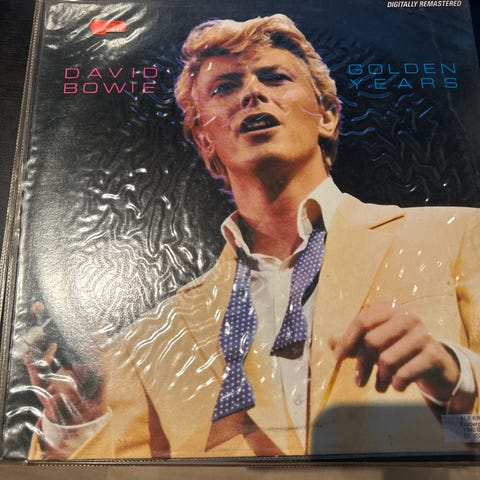 DIGITALLY REMASTERED
DAVID
BOWIE
GOLDEN
YEARS